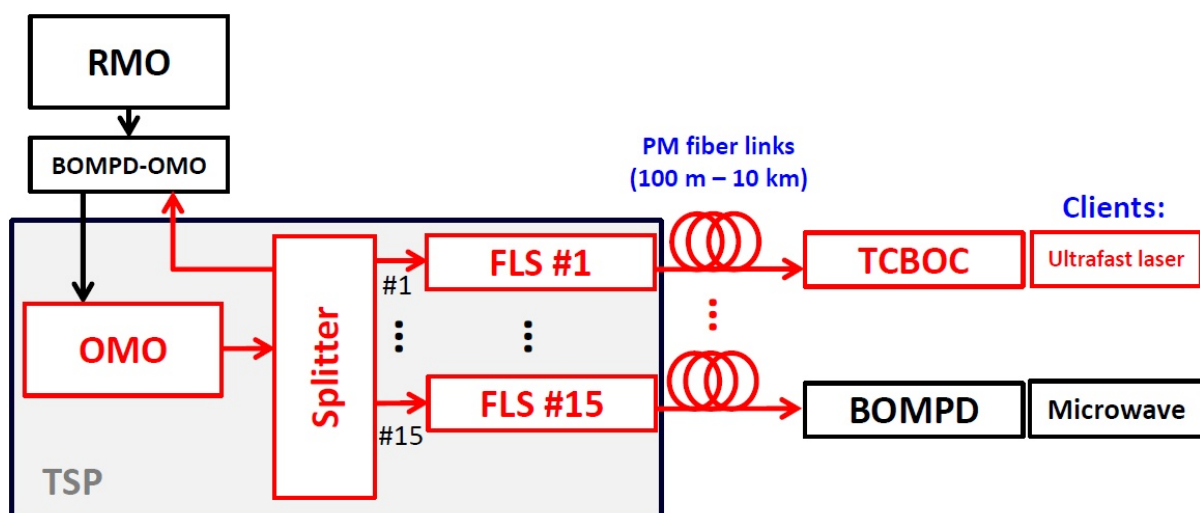 RMO
BOMPD-OMO
PM fiber links
(100 m – 10 km)
Clients:
FLS #1
TCBOC
Ultrafast laser
#1
OMO
Splitter
FLS #15
BOMPD
Microwave
#15
TSP